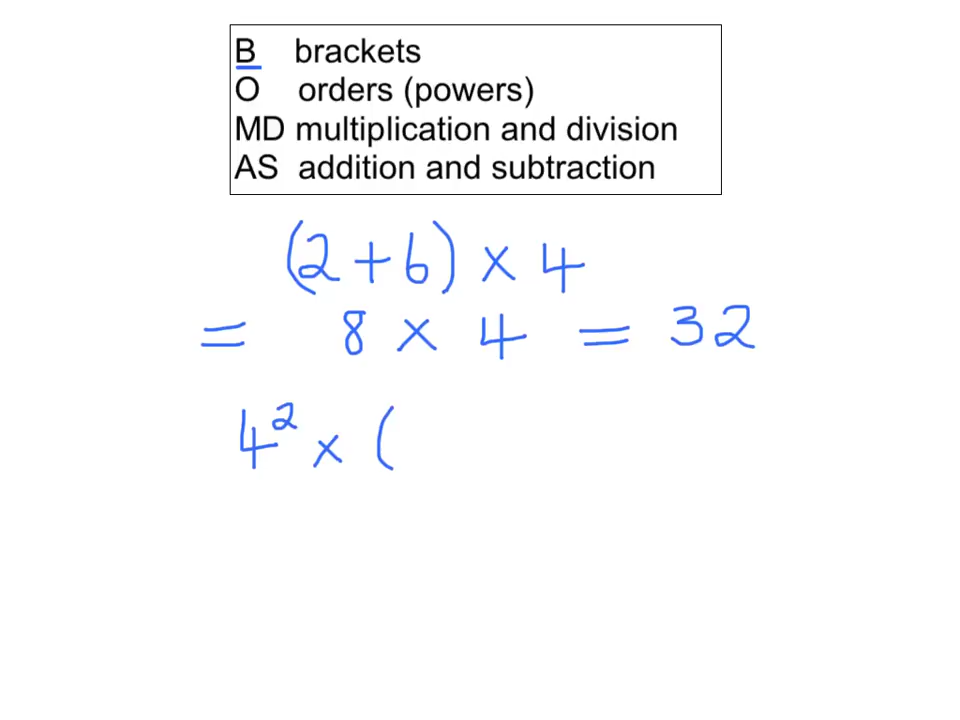 B brackets
O orders (powers)
MD multiplication and division
AS addition and subtraction
(2+6) × 4
= 8 × 4 = 32
4² × (